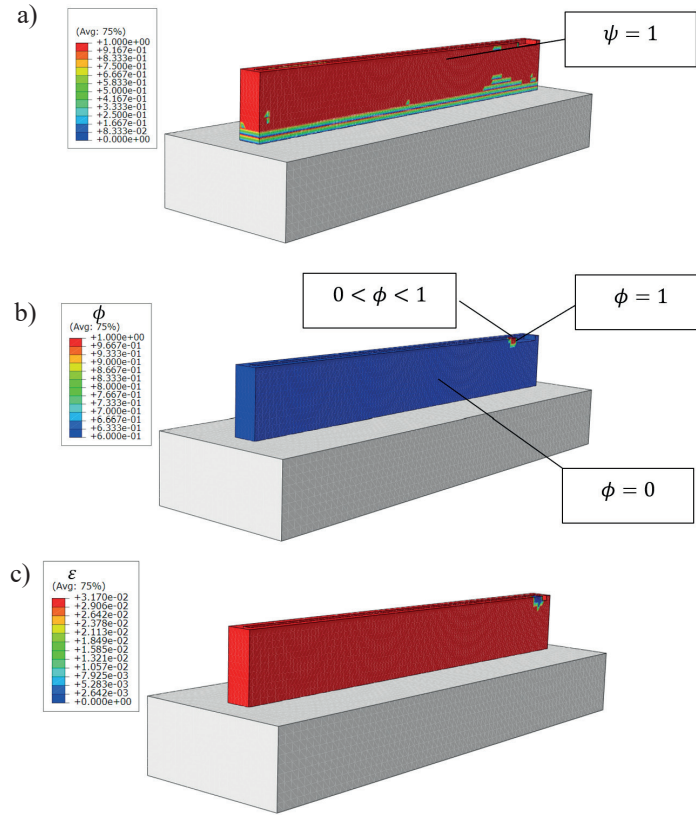 a)
(Avg: 75%)
+1.000e+00
+9.167e-01
+8.333e-01
+7.500e-01
+6.667e-01
+5.833e-01
+5.000e-01
+4.167e-01
+3.333e-01
+2.500e-01
+1.667e-01
+8.333e-02
+0.000e+00
ψ = 1
b)
ϕ
(Avg: 75%)
+1.000e+00
+9.667e-01
+9.333e-01
+9.000e-01
+8.667e-01
+8.333e-01
+8.000e-01
+7.667e-01
+7.333e-01
+7.000e-01
+6.667e-01
+6.333e-01
+6.000e-01
0 < ϕ < 1
ϕ = 1
ϕ = 0
c)
ε
(Avg: 75%)
+3.170e-02
+2.906e-02
+2.642e-02
+2.378e-02
+2.113e-02
+1.849e-02
+1.585e-02
+1.321e-02
+1.057e-02
+7.925e-03
+5.283e-03
+2.642e-03
+0.000e+00